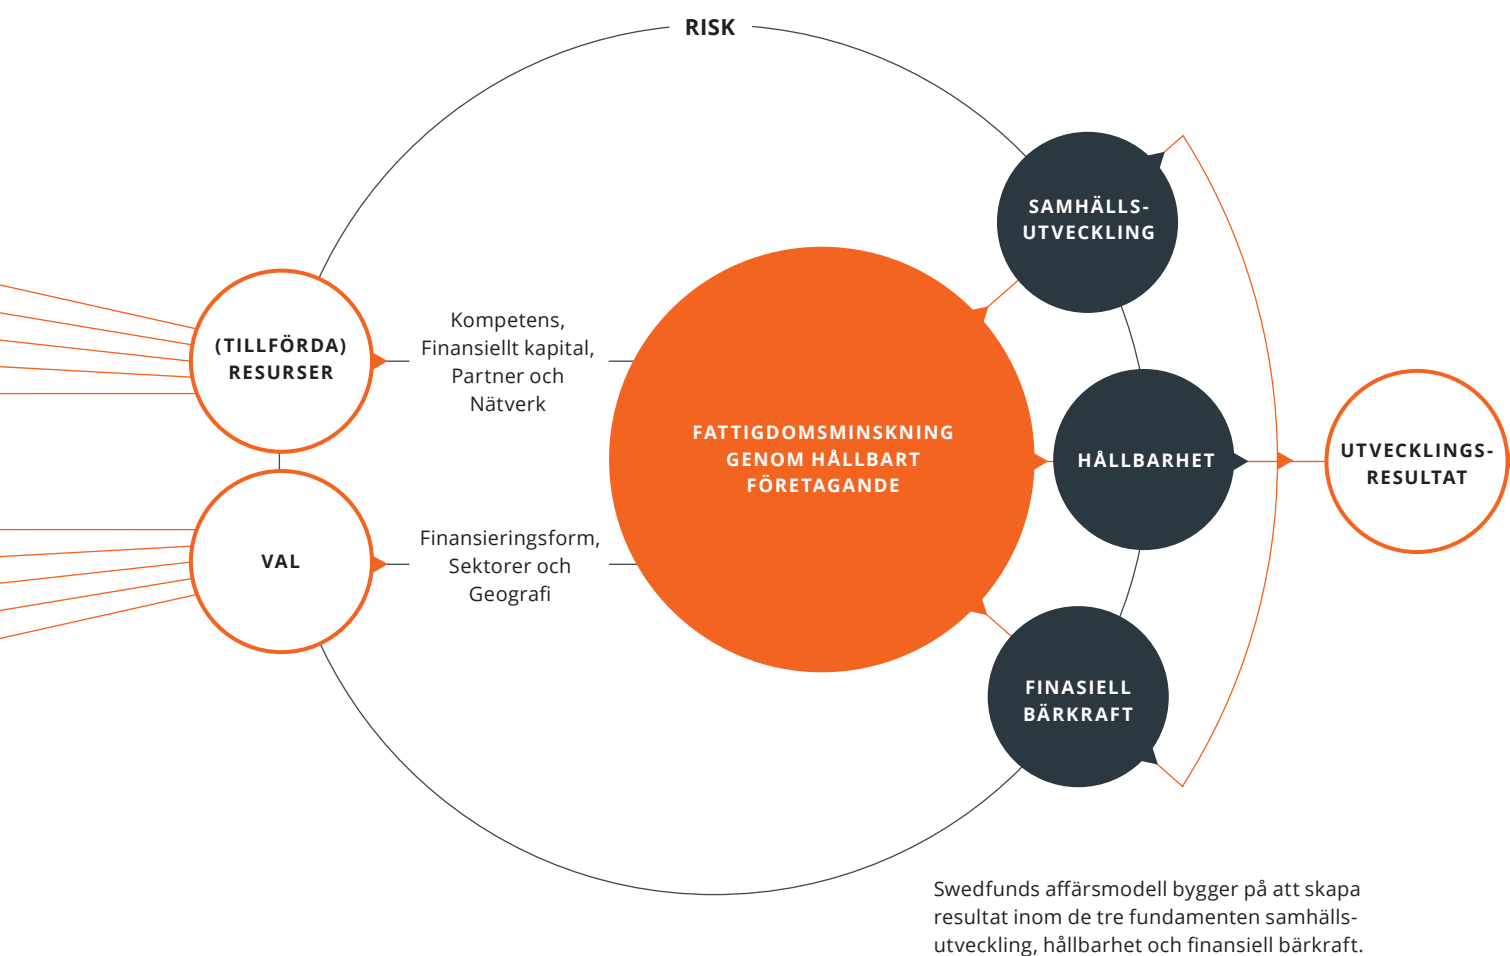 RISK
SAMHÄLLS-
UTVECKLING
(TILLFÖRDA)
RESURSER
Kompetens,
Finansiellt kapital,
Partner och
Nätverk
FATTIGDOMSMINSKNING
GENOM HÅLLBART
FÖRETAGANDE
HÅLLBARHET
UTVECKLINGS-
RESULTAT
VAL
Finansieringsform,
Sektorer och
Geografi
FINASIELL
BÄRKRAFT
Swedfunds affärsmodell bygger på att skapa
resultat inom de tre fundamenten samhälls-
utveckling, hållbarhet och finansiell bärkraft.